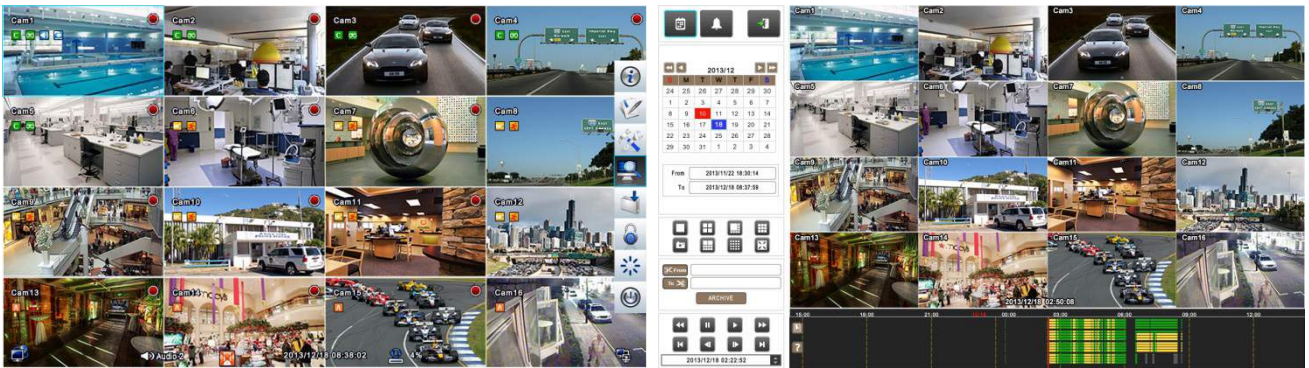 Cam1
Cam2
Cam3
Cam4
Cam5
Cam6
Cam7
Cam8
Cam9
Cam10
Cam11
Cam12
Cam13
Cam14
Cam15
Cam16
Audio-2
2013/12/18 08:38:02
4%
2013/12
S M T W T F S
24 25 26 27 28 29 30
1 2 3 4 5 6 7
8 9 10 11 12 13 14
15 16 17 18 19 20 21
22 23 24 25 26 27 28
29 30 31 1 2 3 4
From 2013/11/22 18:30:14
To 2013/12/18 08:37:59
From
To
ARCHIVE
2013/12/18 02:22:52
Cam1
Cam2
Cam3
Cam4
Cam5
Cam6
Cam7
Cam8
Cam9
Cam10
Cam11
Cam12
Cam13
Cam14
Cam15
Cam16
2013/12/18 02:50:08
15:00 18:00 21:00 00:00 03:00 06:00 09:00 12:00